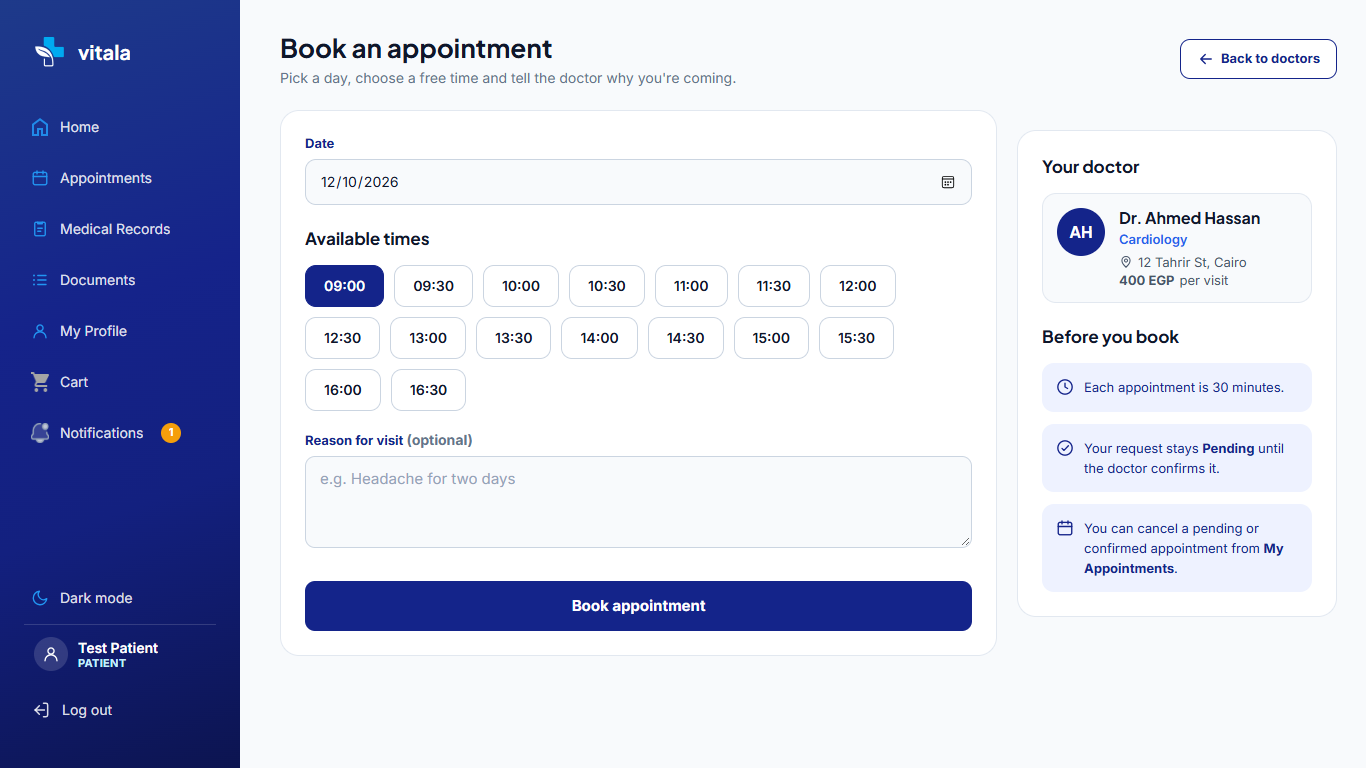 vitala
Home
Appointments
Medical Records
Documents
My Profile
Cart
Notifications 1
Dark mode
Test Patient
PATIENT
Log out
Book an appointment
Pick a day, choose a free time and tell the doctor why you're coming.
Back to doctors
Date
12/10/2026
Available times
09:00 09:30 10:00 10:30 11:00 11:30 12:00
12:30 13:00 13:30 14:00 14:30 15:00 15:30
16:00 16:30
Reason for visit (optional)
e.g. Headache for two days
Book appointment
Your doctor
AH
Dr. Ahmed Hassan
Cardiology
12 Tahrir St, Cairo
400 EGP per visit
Before you book
Each appointment is 30 minutes.
Your request stays Pending until
the doctor confirms it.
You can cancel a pending or
confirmed appointment from My
Appointments.